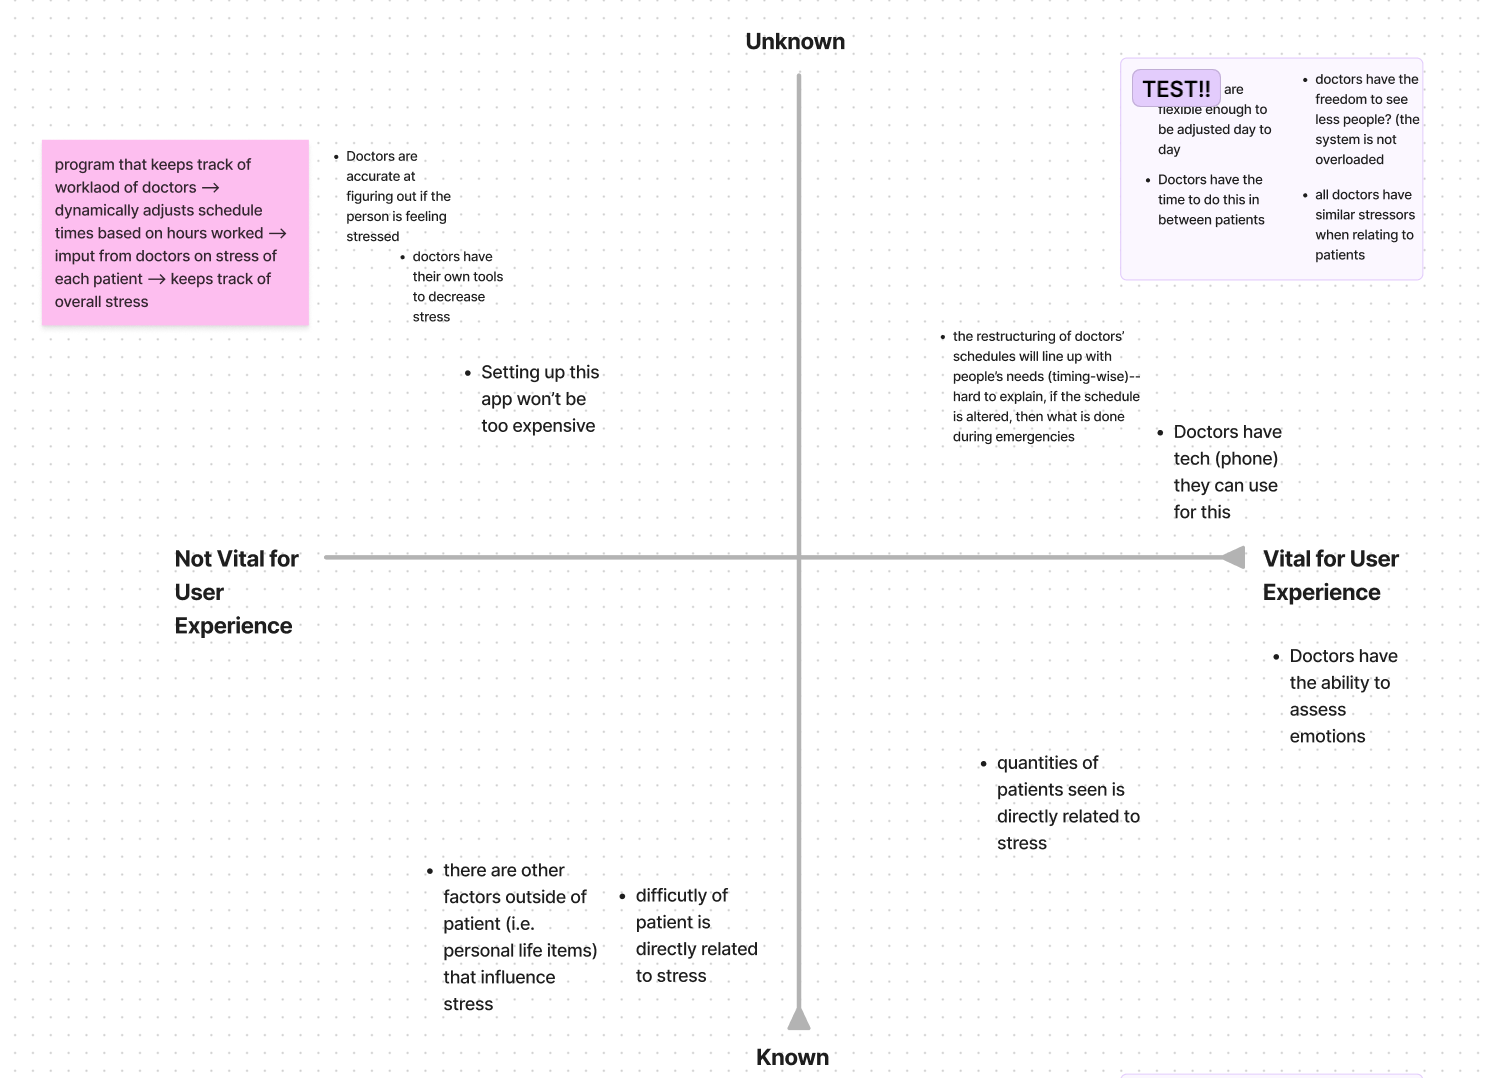 Unknown
TEST!! are
flexible enough to
be adjusted day to
day
• Doctors have the
time to do this in
between patients
• doctors have the
freedom to see
less people? (the
system is not
overloaded
• all doctors have
similar stressors
when relating to
patients
program that keeps track of
worklaod of doctors →
dynamically adjusts schedule
times based on hours worked →
imput from doctors on stress of
each patient → keeps track of
overall stress
• Doctors are
accurate at
figuring out if the
person is feeling
stressed
• doctors have
their own tools
to decrease
stress
• Setting up this
app won’t be
too expensive
• the restructuring of doctors’
schedules will line up with
people’s needs (timing-wise)--
hard to explain, if the schedule
is altered, then what is done
during emergencies
• Doctors have
tech (phone)
they can use
for this
Not Vital for
User
Experience
Vital for User
Experience
• Doctors have
the ability to
assess
emotions
• quantities of
patients seen is
directly related to
stress
• there are other
factors outside of
patient (i.e.
personal life items)
that influence
stress
• difficutly of
patient is
directly related
to stress
Known